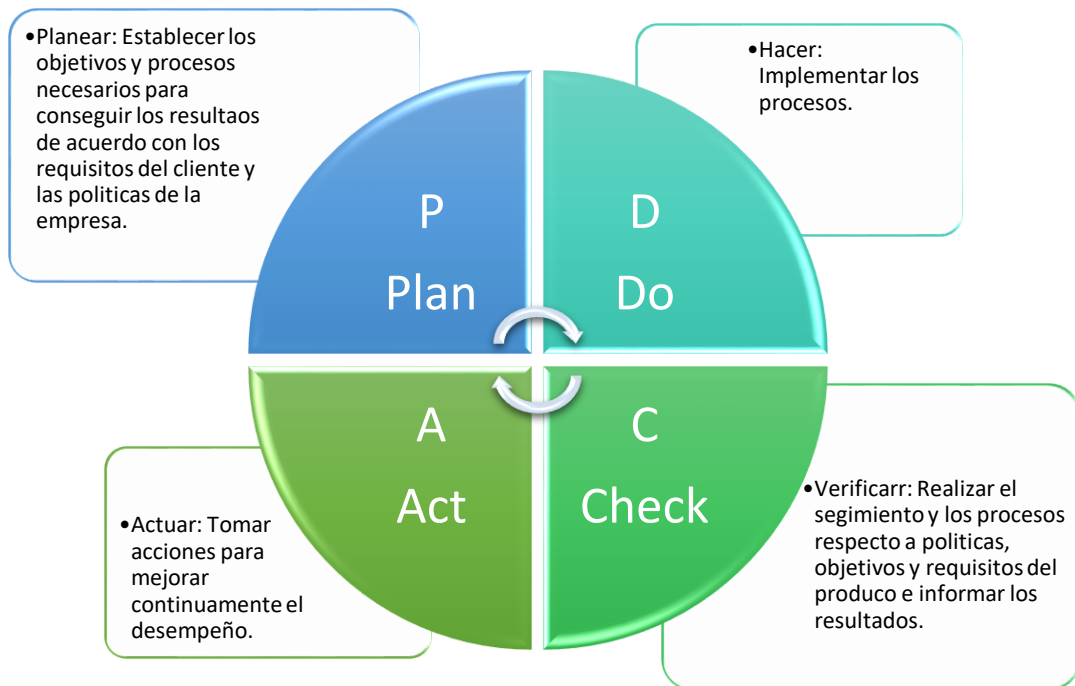 •Planear: Establecer los
objetivos y procesos
necesarios para
conseguir los resultaos
de acuerdo con los
requisitos del cliente y
las politicas de la
empresa.
•Hacer:
Implementar los
procesos.
P
Plan
D
Do
A
Act
C
Check
•Actuar: Tomar
acciones para
mejorar
continuamente el
desempeño.
•Verificarr: Realizar el
segimiento y los procesos
respecto a politicas,
objetivos y requisitos del
produco e informar los
resultados.